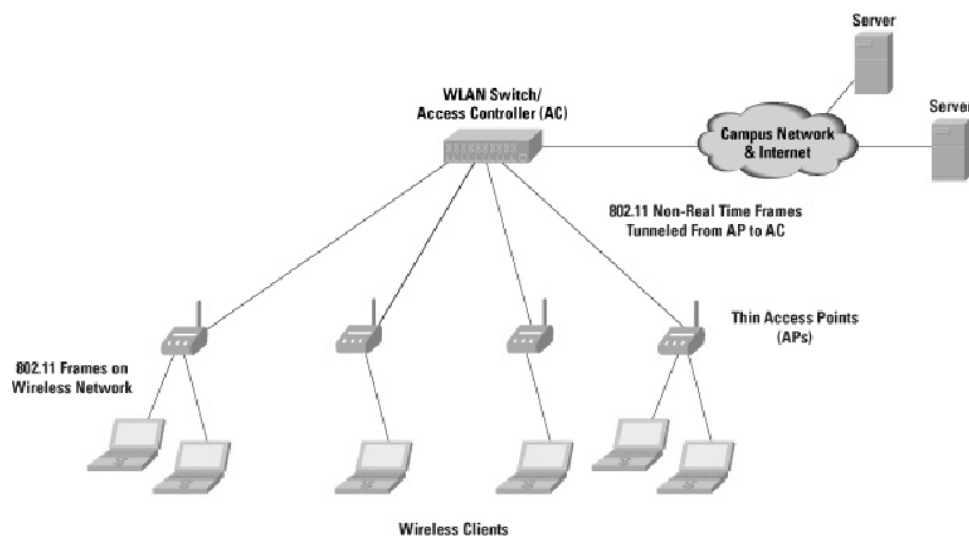 Server
Server
WLAN Switch/
Access Controller (AC)
Campus Network
& Internet
802.11 Non-Real Time Frames
Tunneled From AP to AC
Thin Access Points
(APs)
802.11 Frames on
Wireless Network
Wireless Clients